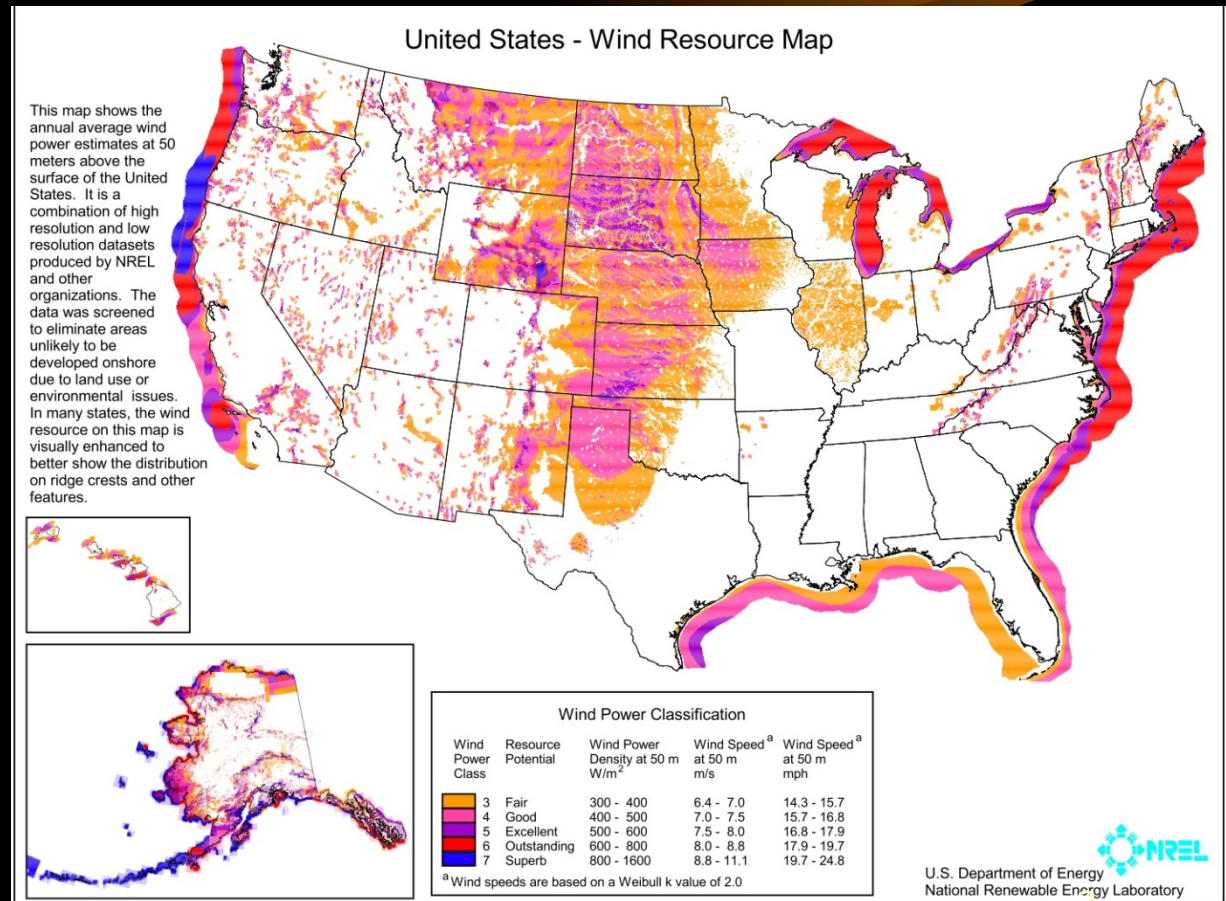 United States - Wind Resource Map
This map shows the
annual average wind
power estimates at 50
meters above the
surface of the United
States. It is a
combination of high
resolution and low
resolution datasets
produced by NREL
and other
organizations. The
data was screened
to eliminate areas
unlikely to be
developed onshore
due to land use or
environmental issues.
In many states, the wind
resource on this map is
visually enhanced to
better show the distribution
on ridge crests and other
features.
Wind Power Classification
Wind Resource Wind Power Wind Speed a Wind Speed a
Power Potential Density at 50 m at 50 m at 50 m
Class W/m2 m/s mph
3 Fair 300 - 400 6.4 - 7.0 14.3 - 15.7
4 Good 400 - 500 7.0 - 7.5 15.7 - 16.8
5 Excellent 500 - 600 7.5 - 8.0 16.8 - 17.9
6 Outstanding 600 - 800 8.0 - 8.8 17.9 - 19.7
7 Superb 800 - 1600 8.8 - 11.1 19.7 - 24.8
a Wind speeds are based on a Weibull k value of 2.0
NREL
U.S. Department of Energy
National Renewable Energy Laboratory